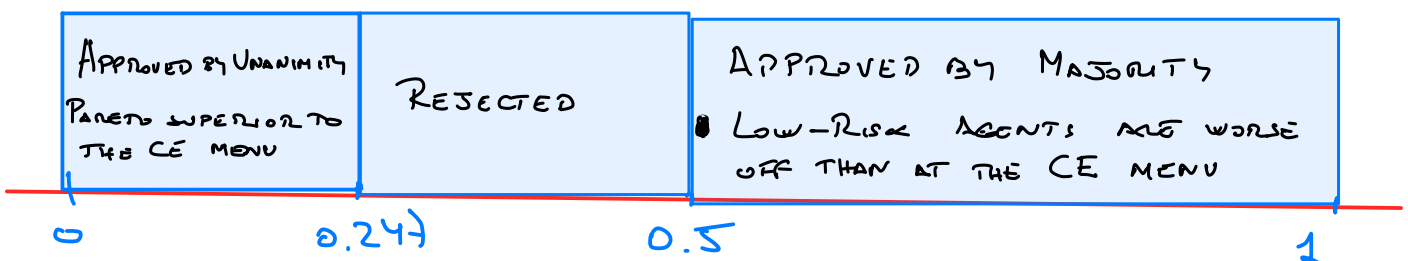 APPROVED BY UNANIMITY
PARETO SUPERIOR TO
THE CE MENU
REJECTED
APPROVED BY MAJORITY
• LOW-RISK AGENTS ARE WORSE
OFF THAN AT THE CE MENU
0
0.247
0.5
1